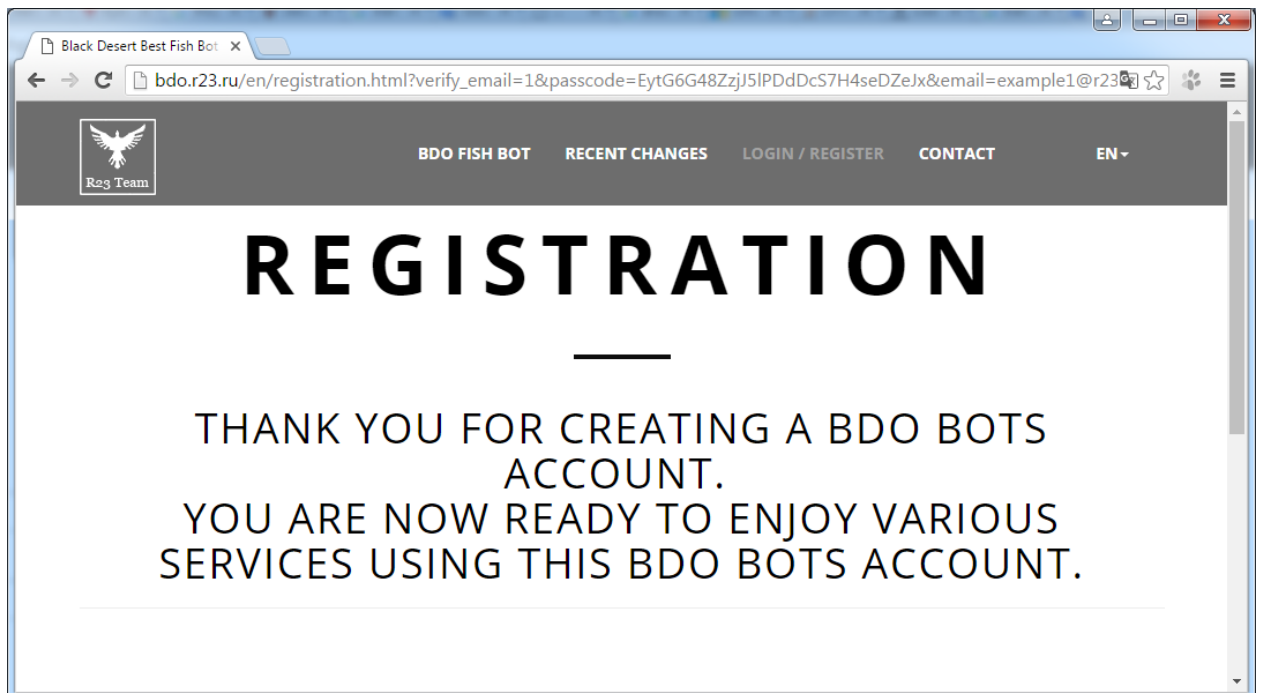 Black Desert Best Fish Bot
bdo.r23.ru/en/registration.html?verify_email=1&passcode=EytG6G48ZzjJ5lPDdDcS7H4seDZeJx&email=example1@r23
R23 Team
BDO FISH BOT RECENT CHANGES LOGIN / REGISTER CONTACT EN
REGISTRATION
THANK YOU FOR CREATING A BDO BOTS
ACCOUNT.
YOU ARE NOW READY TO ENJOY VARIOUS
SERVICES USING THIS BDO BOTS ACCOUNT.